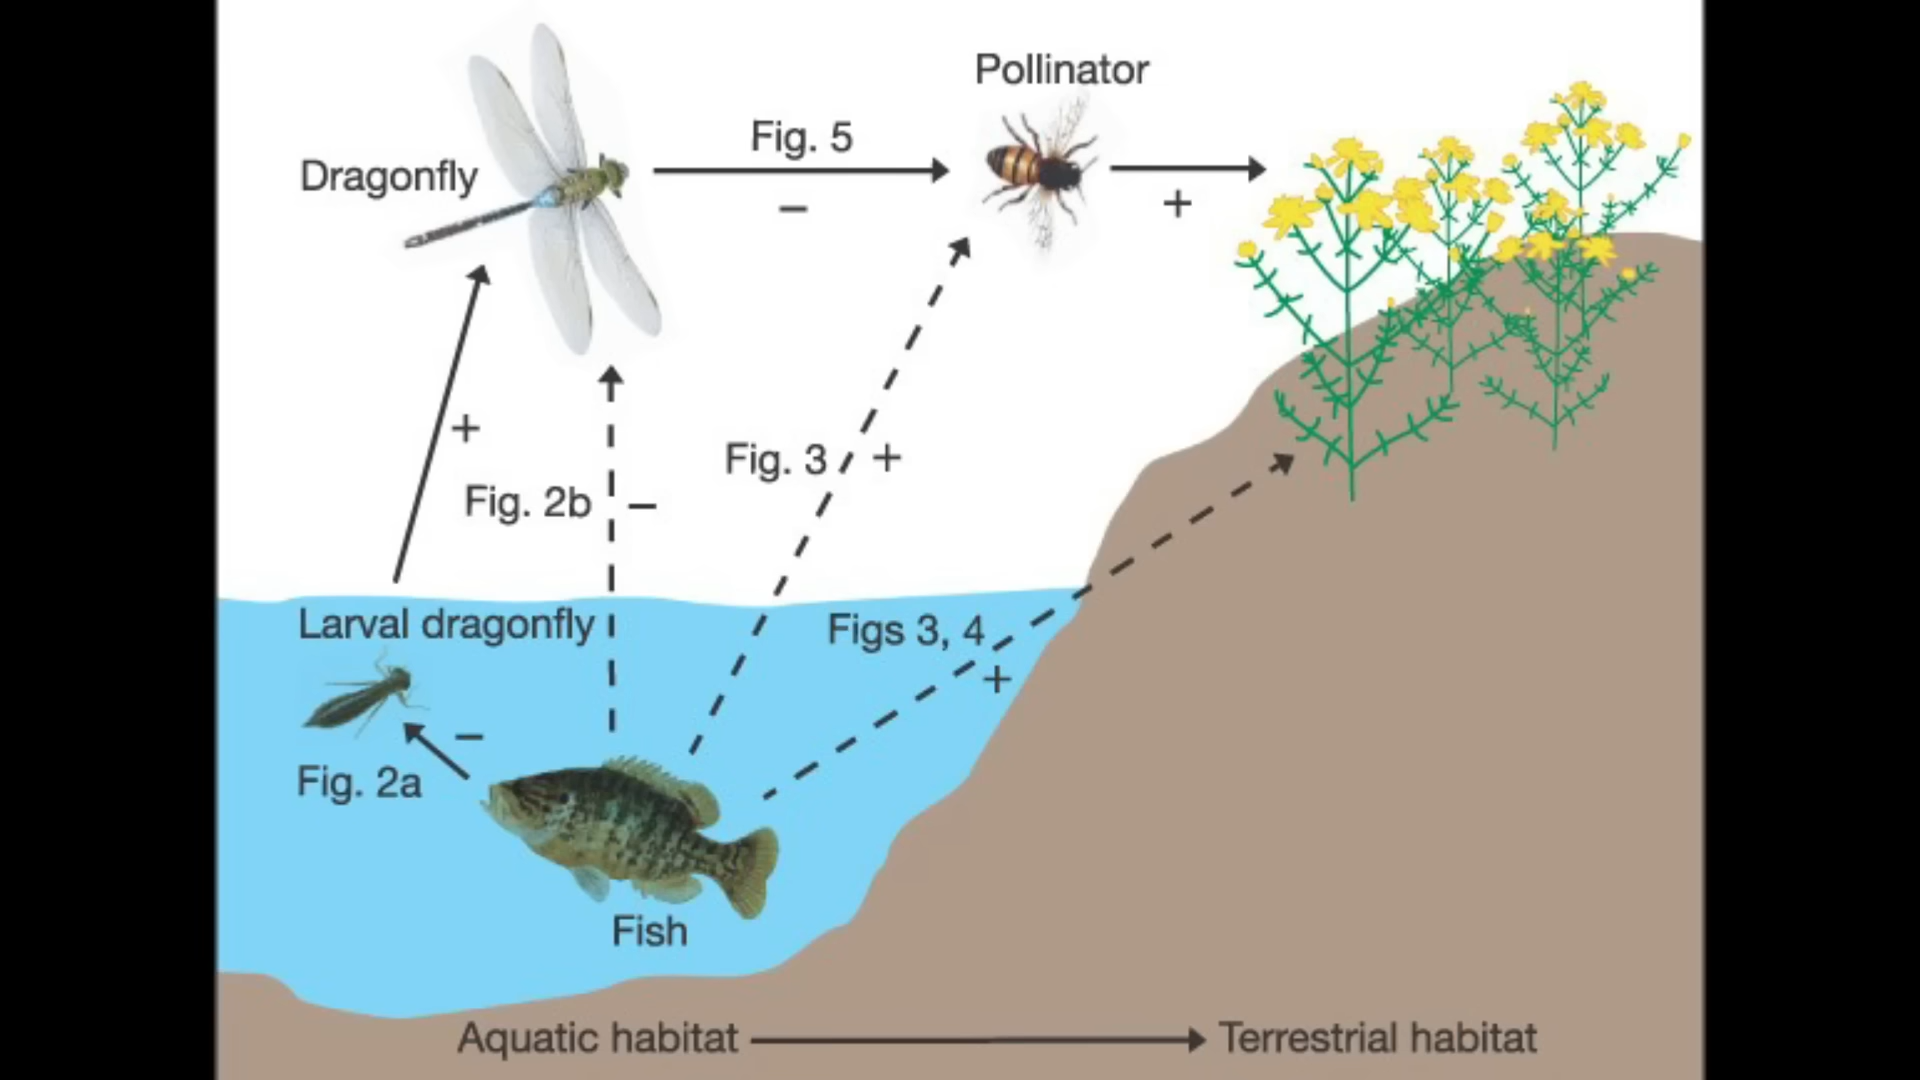 Pollinator
Fig. 5
Dragonfly
−
+
+
Fig. 3
+
Fig. 2b
−
Larval dragonfly
Figs 3, 4
+
−
Fig. 2a
Fish
Aquatic habitat
Terrestrial habitat